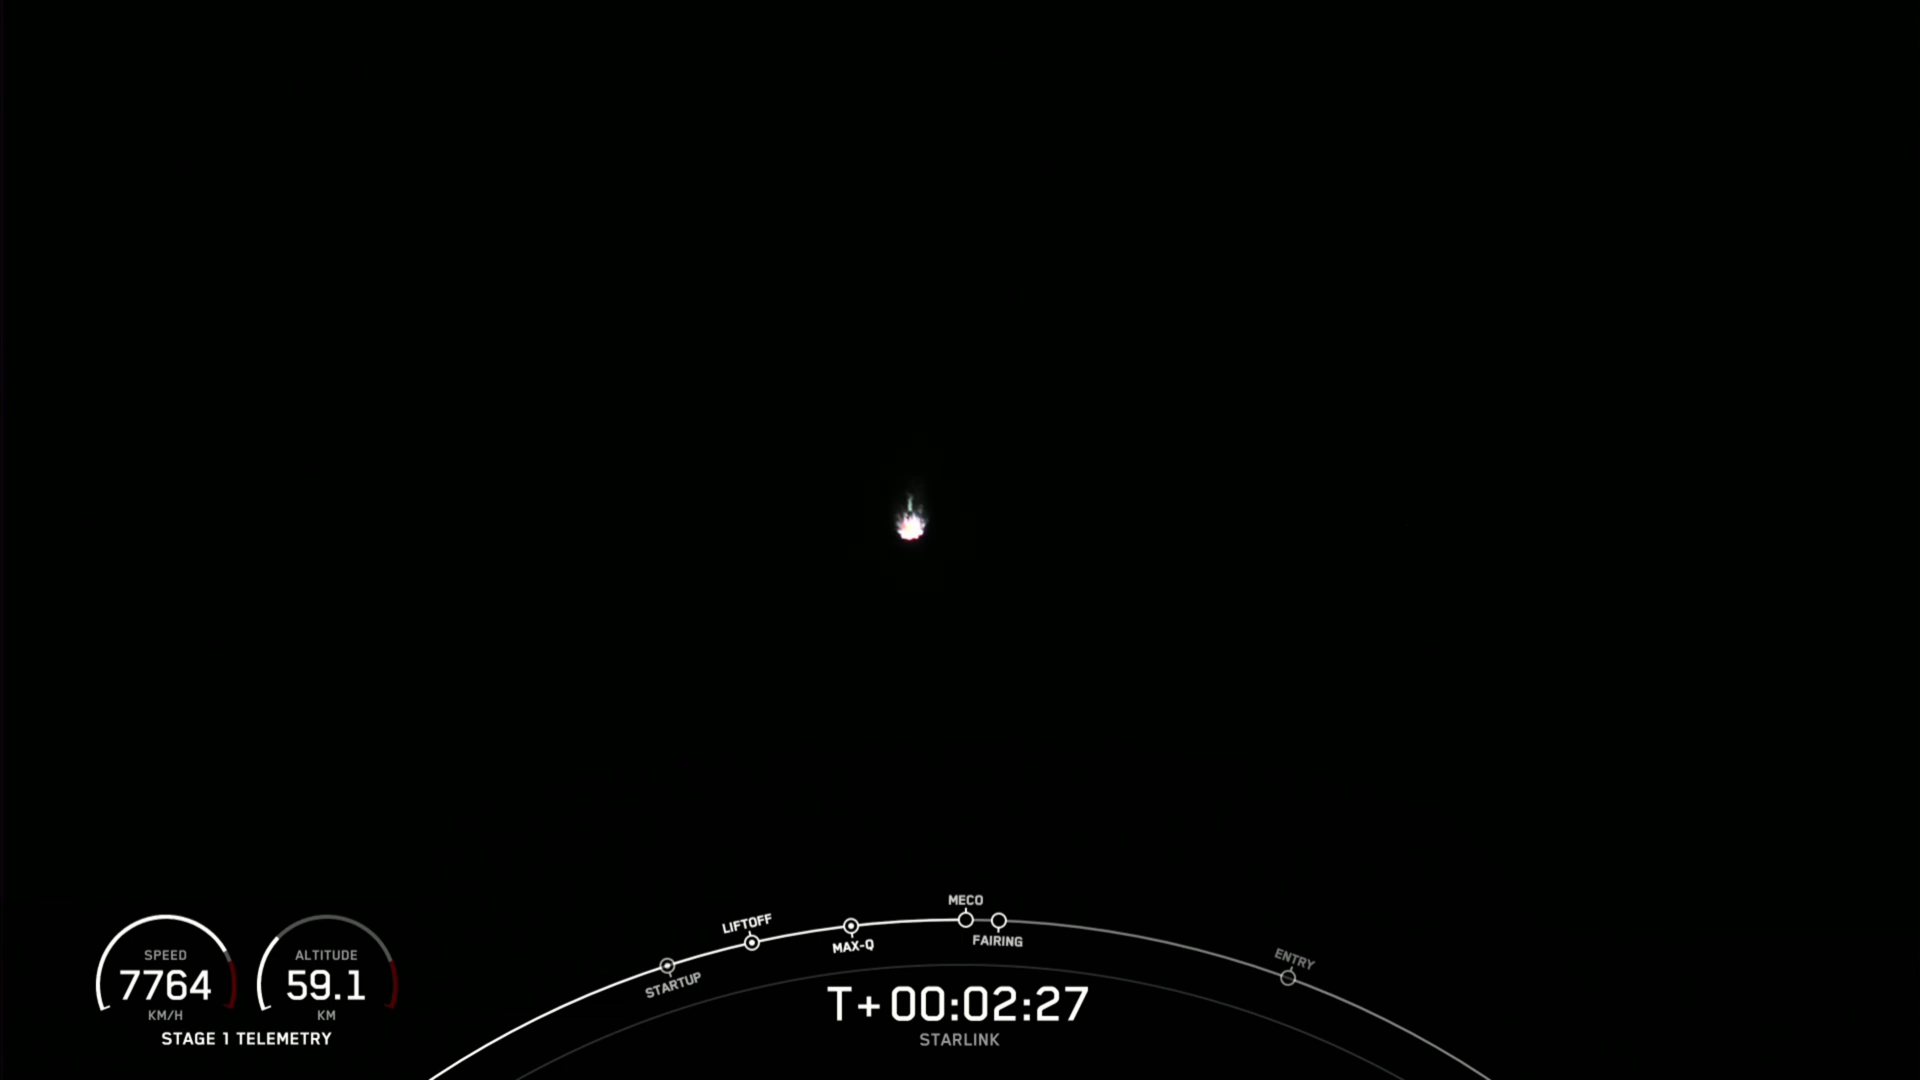 MECO
LIFTOFF
MAX-Q
FAIRING
STARTUP
ENTRY
SPEED
7764
KM/H
ALTITUDE
59.1
KM
STAGE 1 TELEMETRY
T+00:02:27
STARLINK